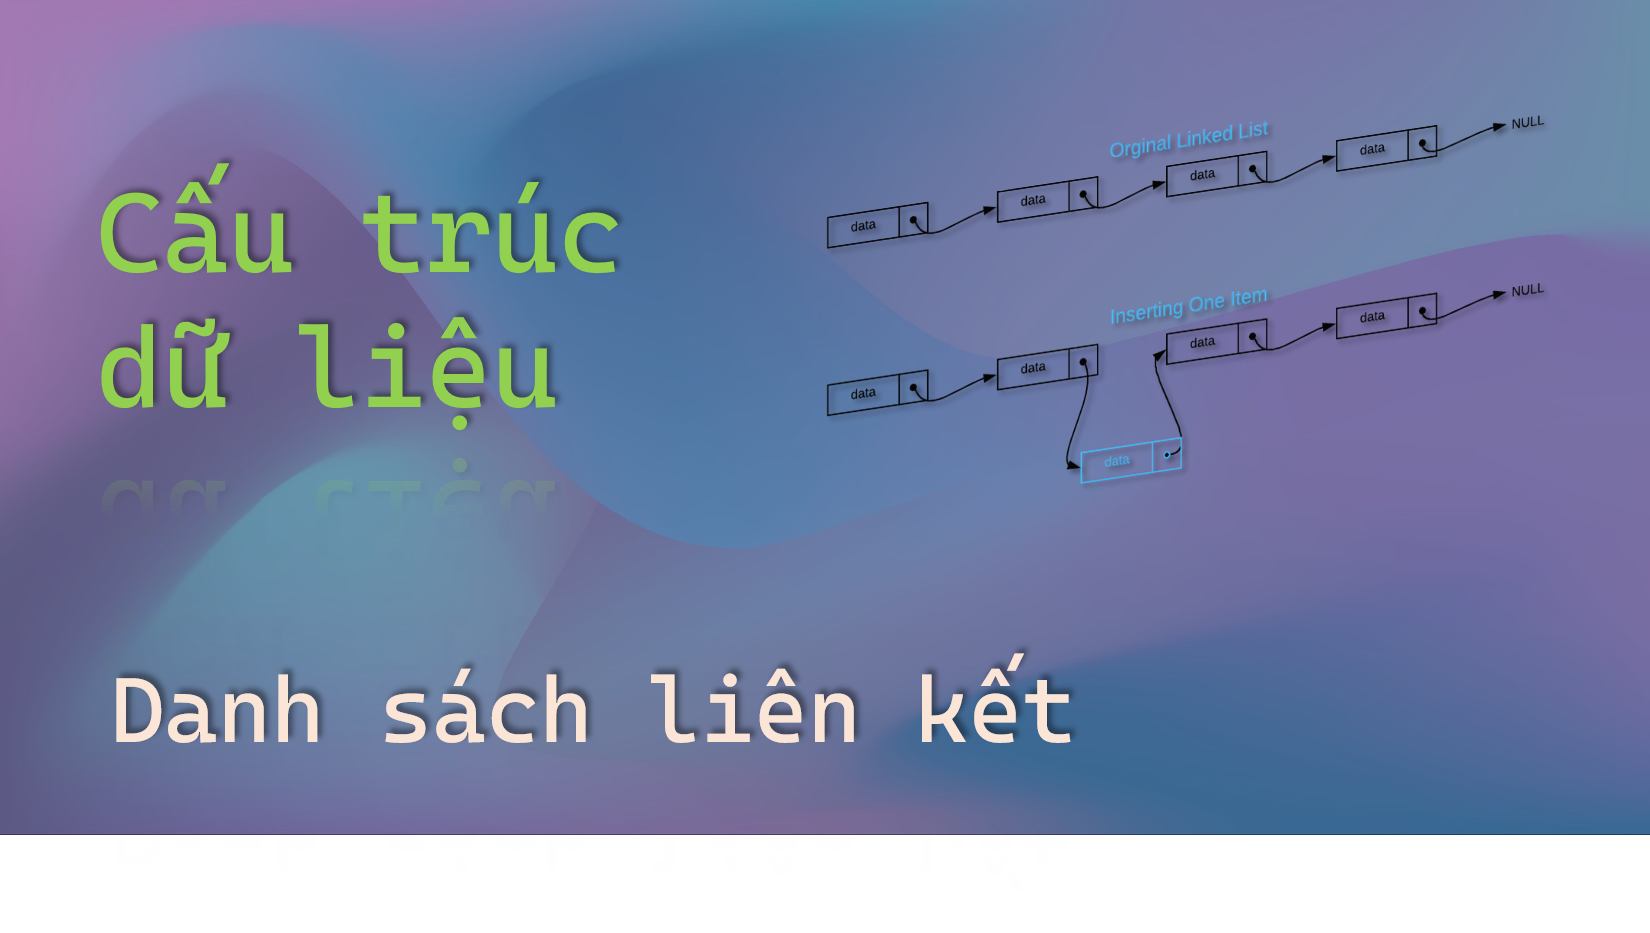 Cấu trúc
dữ liệu
Orginal Linked List
data
data
data
data
NULL
Inserting One Item
data
data
data
data
NULL
data
Danh sách liên kết